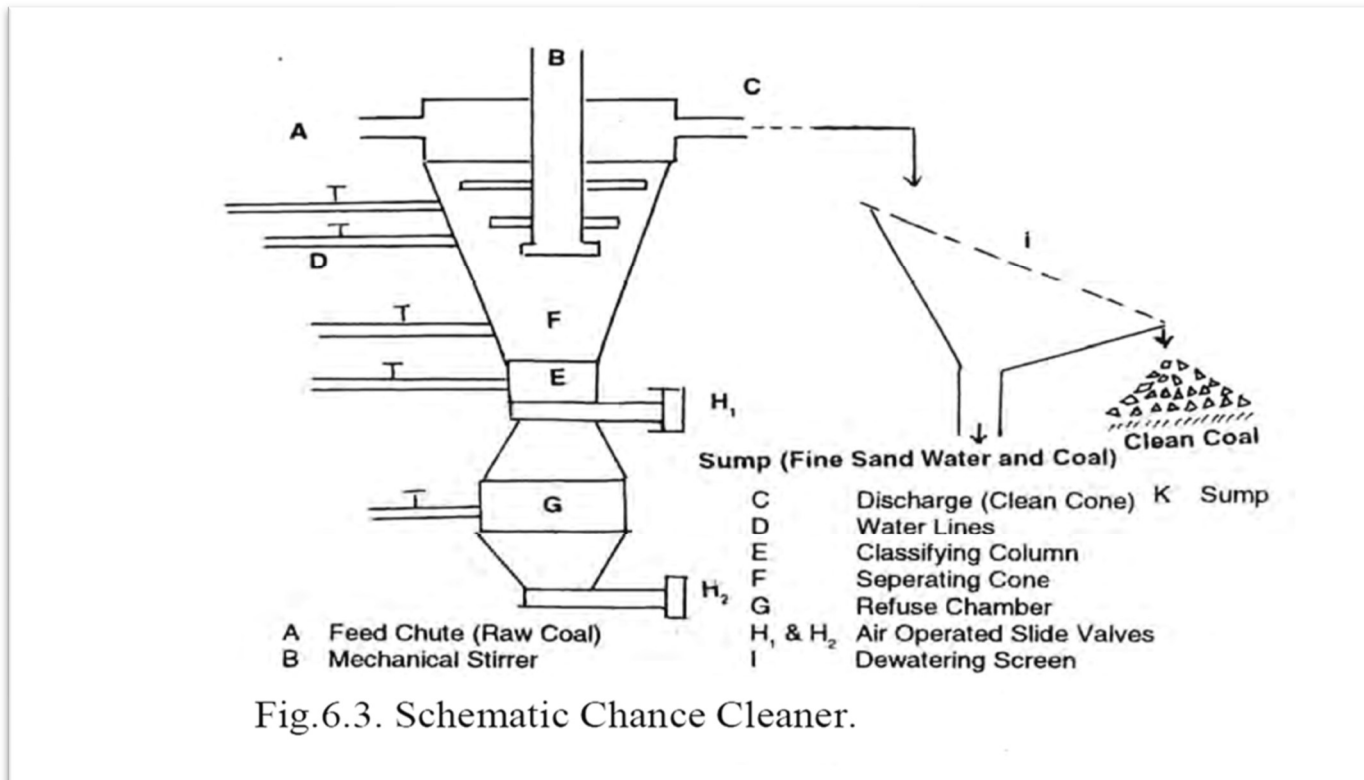 B
C
A
T
T
D
i
T
F
T
E
H₁
Clean Coal
Sump (Fine Sand Water and Coal)
T
G
C Discharge (Clean Cone) K Sump
D Water Lines
E Classifying Column
H₂ F Seperating Cone
G Refuse Chamber
A Feed Chute (Raw Coal) H₁ & H₂ Air Operated Slide Valves
B Mechanical Stirrer I Dewatering Screen
Fig.6.3. Schematic Chance Cleaner.